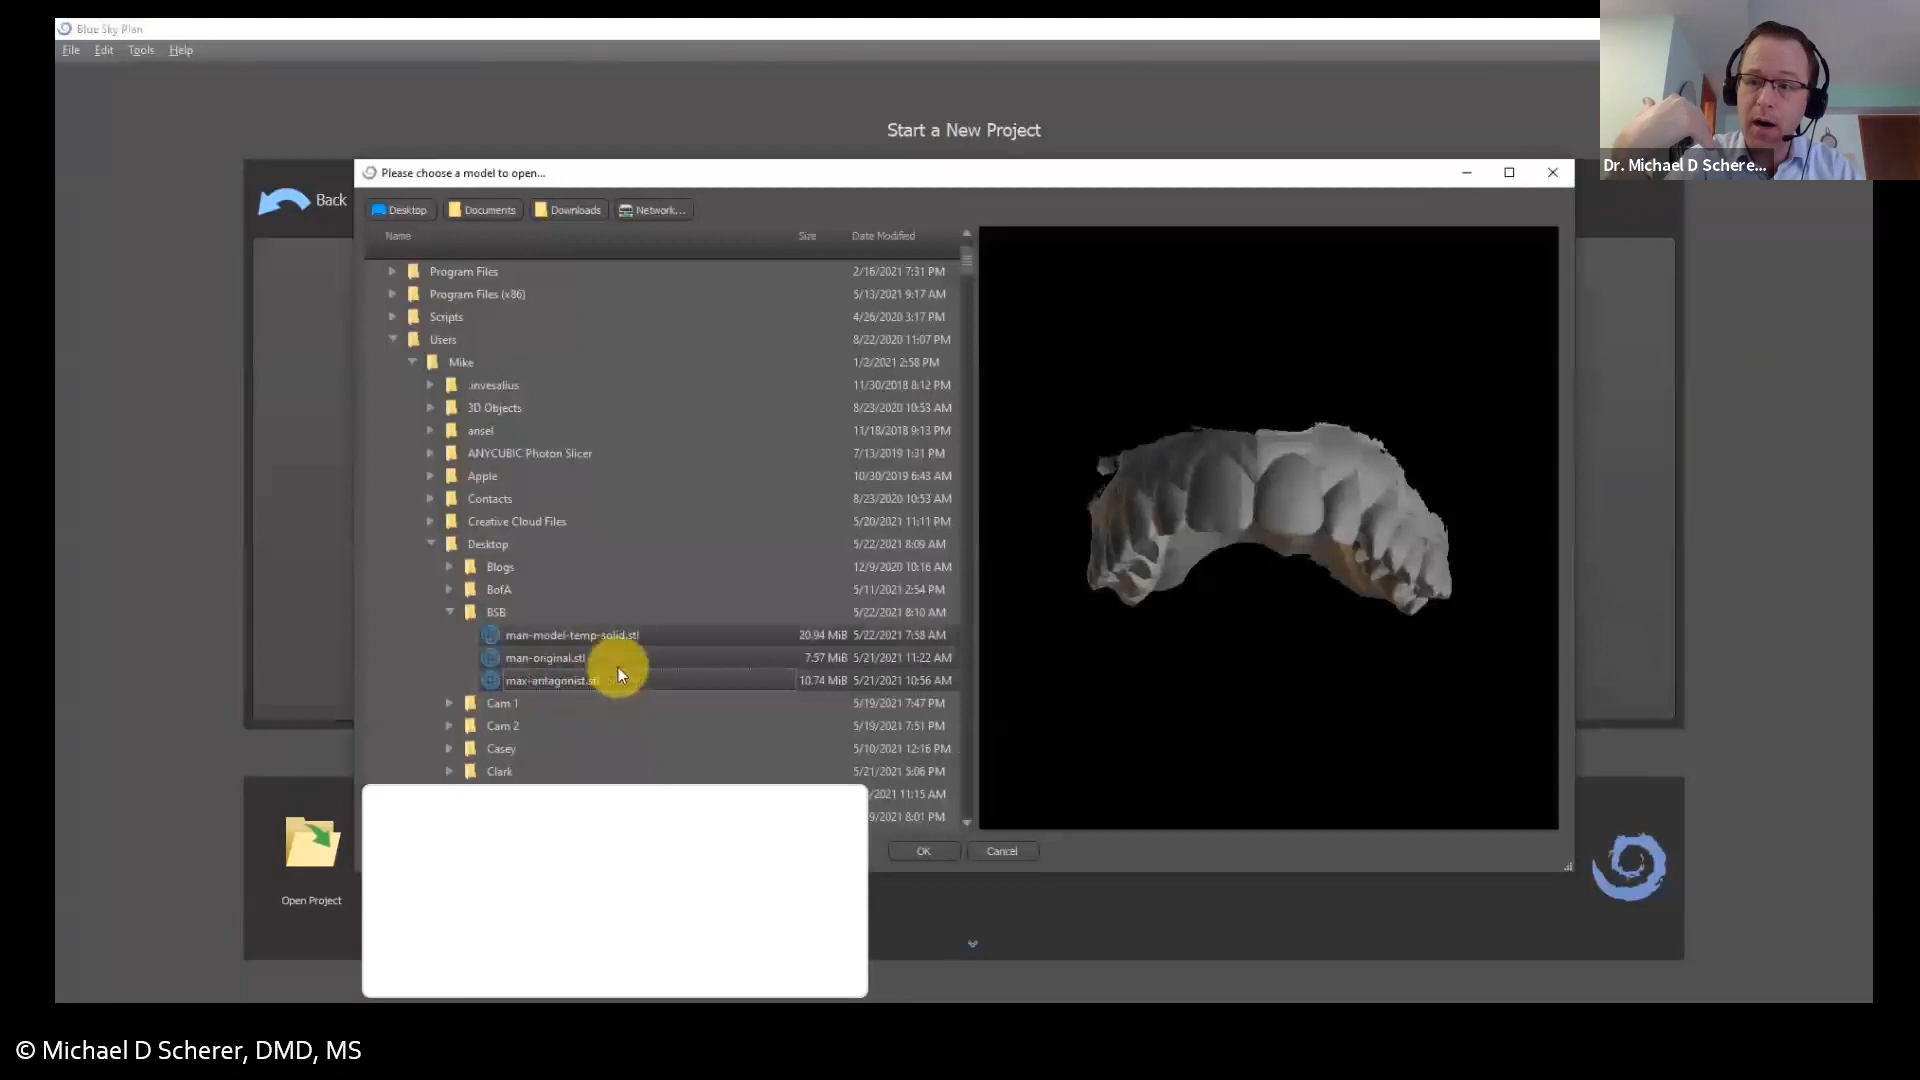 Blue Sky Plan
File Edit Tools Help
Start a New Project
Back
Please choose a model to open...
Desktop Documents Downloads Network...
Name Size Date Modified
Program Files 2/16/2021 7:31 PM
Program Files (x86) 5/13/2021 9:17 AM
Scripts 4/26/2020 3:17 PM
Users 8/22/2020 11:07 PM
Mike 1/2/2021 2:58 PM
.invesalius 11/30/2018 8:12 PM
3D Objects 8/23/2020 10:53 AM
ansel 11/18/2018 9:13 PM
ANYCUBIC Photon Slicer 7/13/2019 1:31 PM
Apple 10/30/2019 6:43 AM
Contacts 8/23/2020 10:53 AM
Creative Cloud Files 5/20/2021 11:11 PM
Desktop 5/22/2021 8:09 AM
Blogs 12/9/2020 10:16 AM
BofA 5/11/2021 2:54 PM
BSB 5/22/2021 8:10 AM
man-model-temp-solid.stl 20.94 MiB 5/22/2021 7:58 AM
man-original.stl 7.57 MiB 5/21/2021 11:22 AM
max-antagonist.stl 10.74 MiB 5/21/2021 10:56 AM
Cam 1 5/19/2021 7:47 PM
Cam 2 5/19/2021 7:51 PM
Casey 5/10/2021 12:16 PM
Clark 5/21/2021 5:06 PM
/2021 11:15 AM
9/2021 8:01 PM
OK Cancel
Open Project
Dr. Michael D Schere...
© Michael D Scherer, DMD, MS